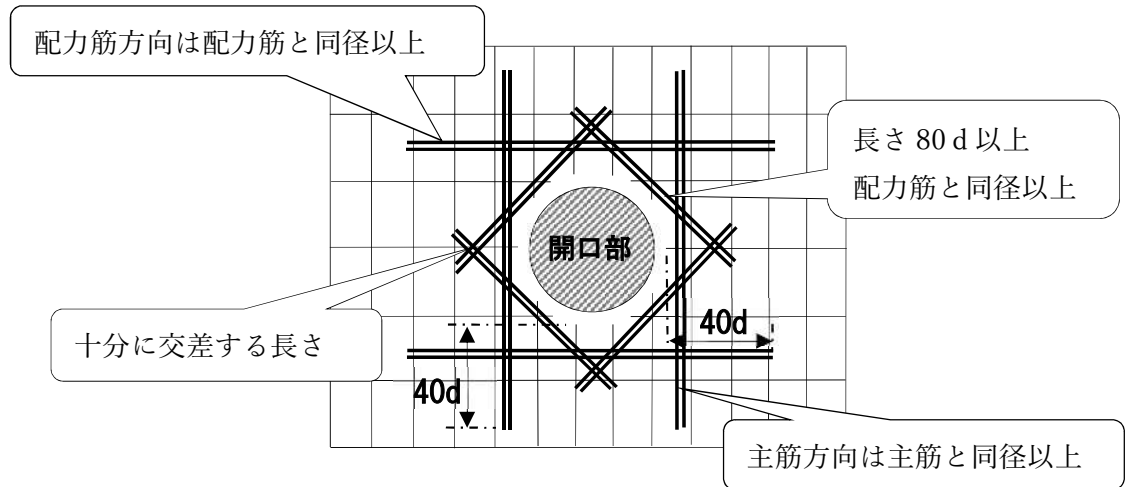 配力筋方向は配力筋と同径以上
長さ 80 d 以上
配力筋と同径以上
開口部
40d
十分に交差する長さ
40d
主筋方向は主筋と同径以上